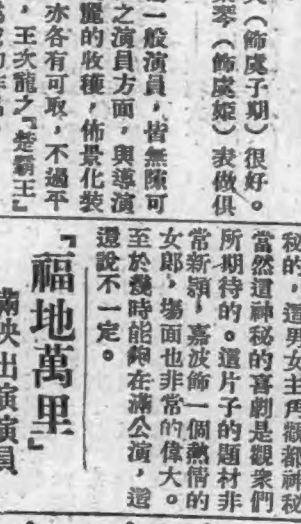 （飾虞子期）很好。
琴（飾虞姬）表做俱
一般演員，皆無隙可
之演員方面，與導演
麗的收穫，佈景化裝
亦各有可取，不過平
，王次龍之『楚霸王』
秘的，這男女主角觀都神秘
當然這神秘的喜劇是觀衆們
所期待的。這片子的題材非
常新頴，嘉波飾一個熱情的
女郎，場面也非常的偉大。
至於幾時能夠在滿公演，還
還說不一定。
『福地萬里』
滿映出演演員